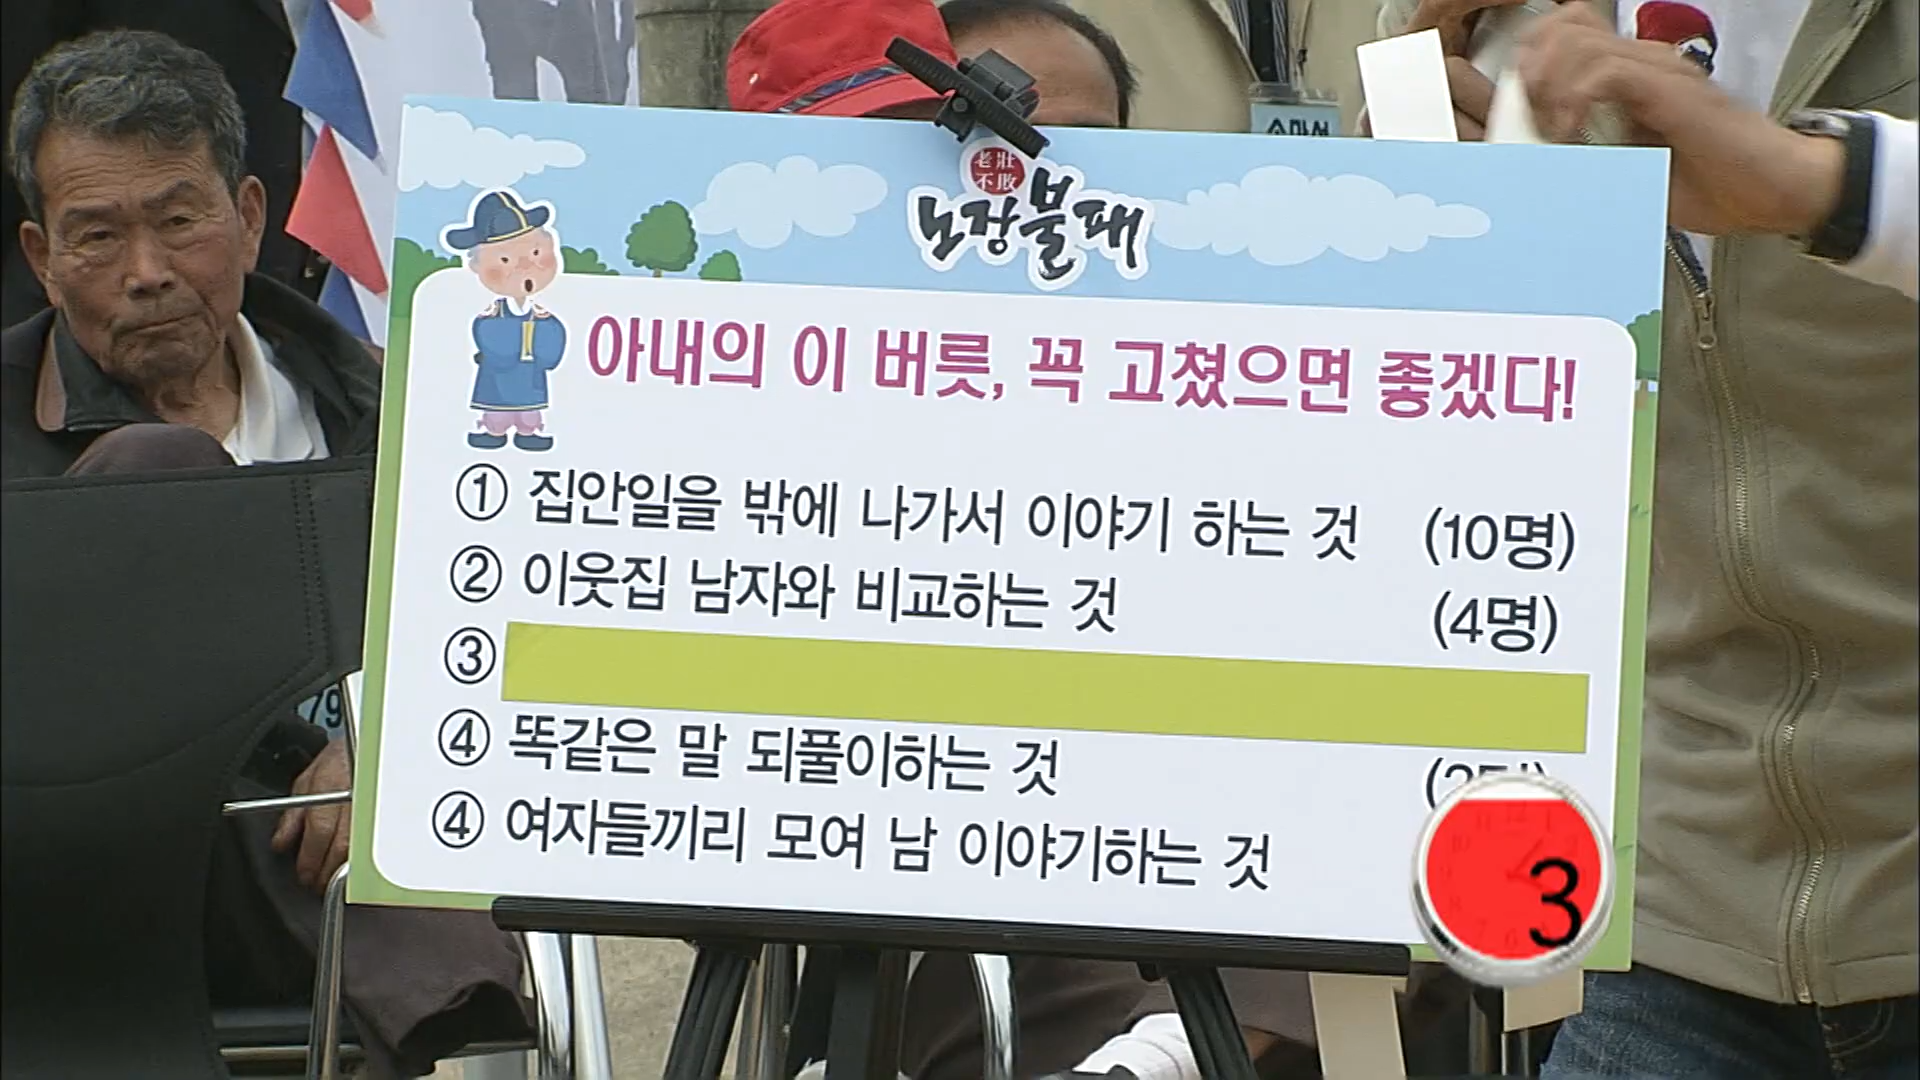 老壯
不敗
노장불패
아내의 이 버릇, 꼭 고쳤으면 좋겠다!
① 집안일을 밖에 나가서 이야기 하는 것 (10명)
② 이웃집 남자와 비교하는 것 (4명)
③
④ 똑같은 말 되풀이하는 것
④ 여자들끼리 모여 남 이야기하는 것
3
79